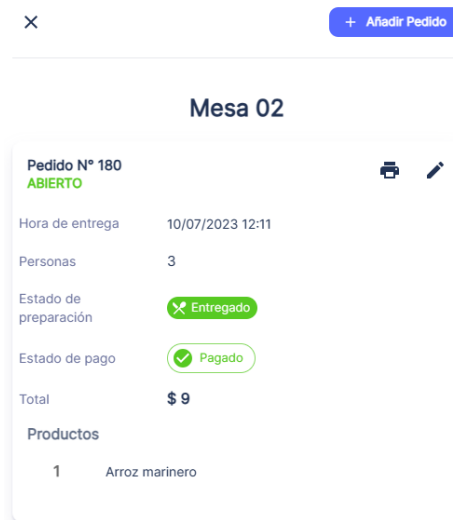 + Añadir Pedido
Mesa 02
Pedido N° 180
ABIERTO
Hora de entrega 10/07/2023 12:11
Personas 3
Estado de
preparación
Entregado
Estado de pago Pagado
Total $ 9
Productos
1 Arroz marinero